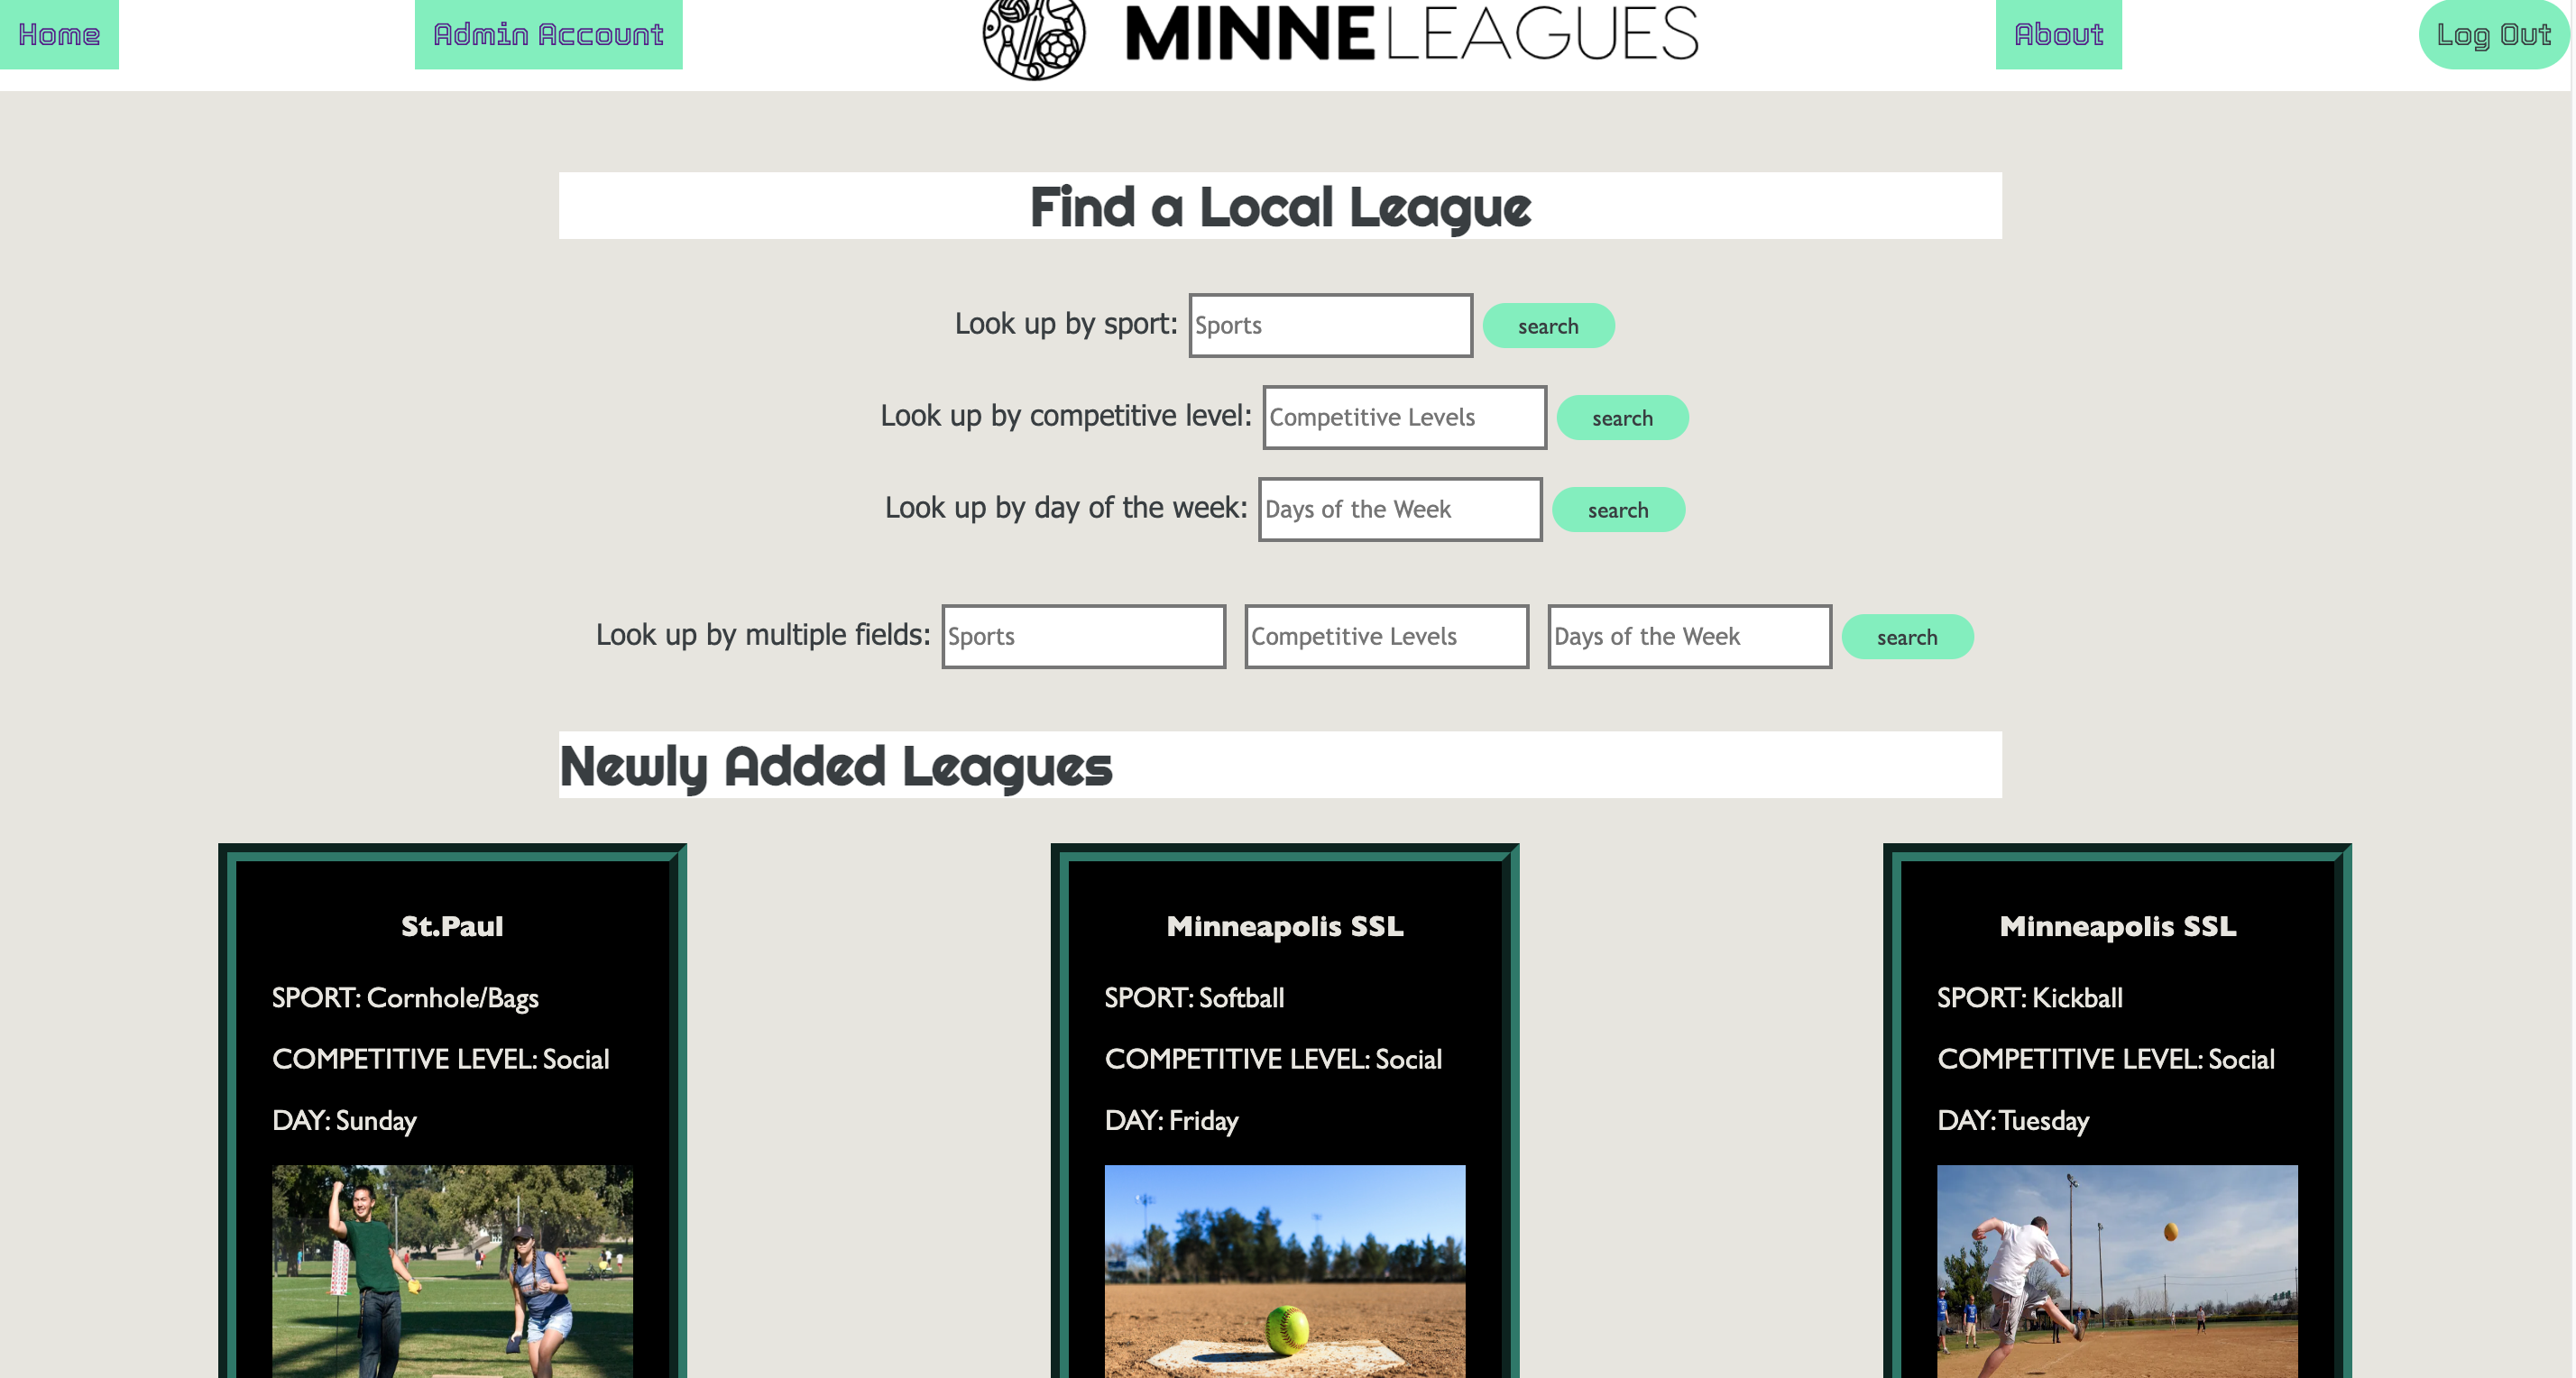 Home Admin Account MINNELEAGUES About Log Out
Find a Local League
Look up by sport: Sports search
Look up by competitive level: Competitive Levels search
Look up by day of the week: Days of the Week search
Look up by multiple fields: Sports Competitive Levels Days of the Week search
Newly Added Leagues
St.Paul
SPORT: Cornhole/Bags
COMPETITIVE LEVEL: Social
DAY: Sunday
Minneapolis SSL
SPORT: Softball
COMPETITIVE LEVEL: Social
DAY: Friday
Minneapolis SSL
SPORT: Kickball
COMPETITIVE LEVEL: Social
DAY: Tuesday